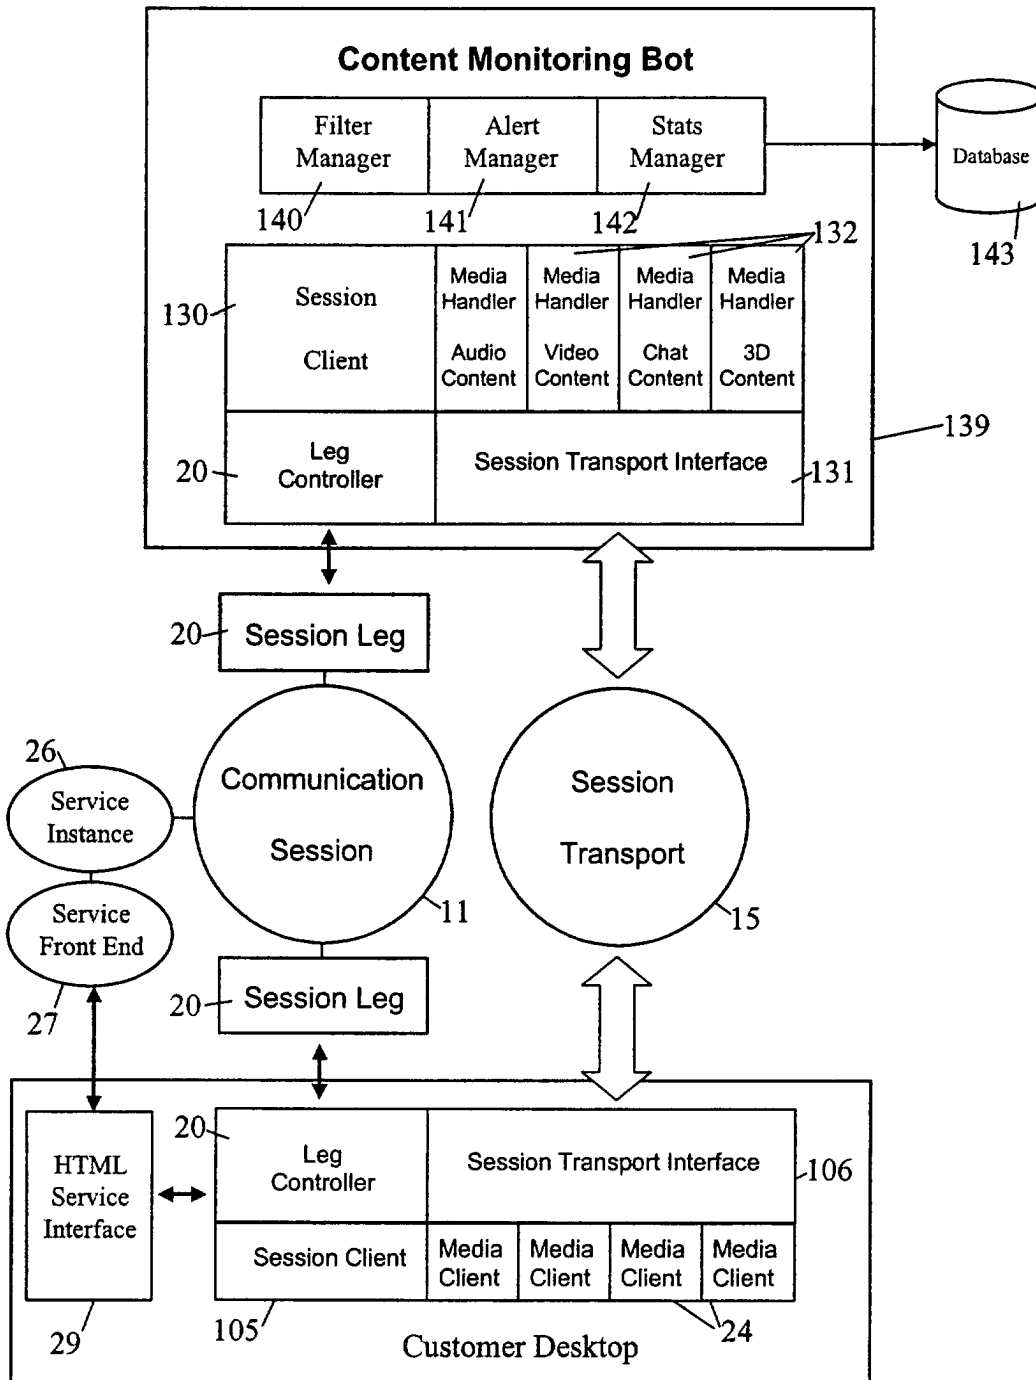 Content Monitoring Bot
Filter
Manager
Alert
Manager
Stats
Manager
Database
140
141
142
143
132
130
Session
Client
Media
Handler
Audio
Content
Media
Handler
Video
Content
Media
Handler
Chat
Content
Media
Handler
3D
Content
139
20
Leg
Controller
Session Transport Interface
131
20
Session Leg
26
Service
Instance
Communication
Session
Session
Transport
Service
Front End
11
15
27
20
Session Leg
HTML
Service
Interface
20
Leg
Controller
Session Transport Interface
106
Session Client
Media
Client
Media
Client
Media
Client
Media
Client
29
105
24
Customer Desktop